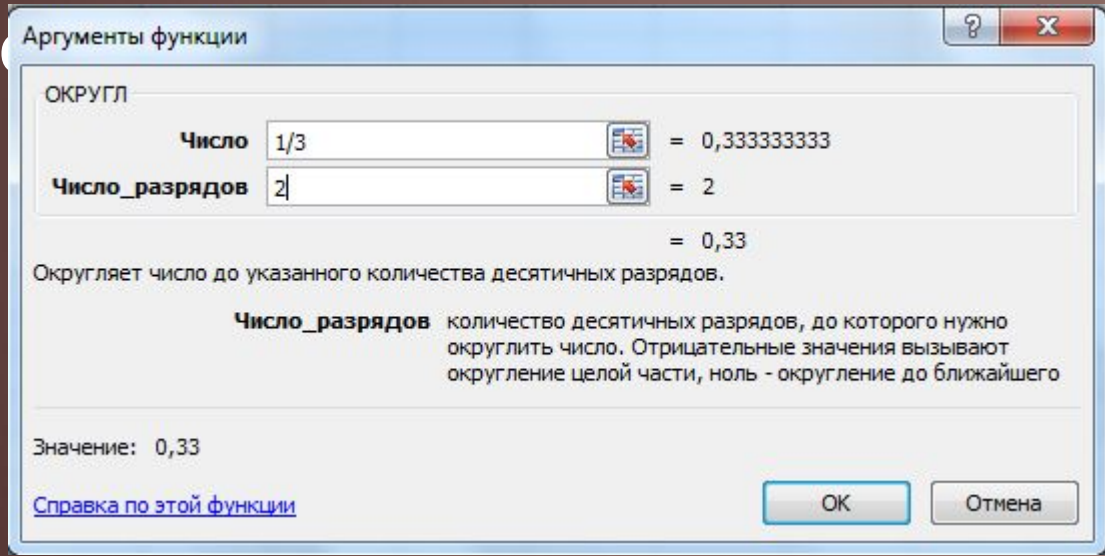 Аргументы функции
ОКРУГЛ
Число 1/3 = 0,333333333
Число_разрядов 2 = 2
= 0,33
Округляет число до указанного количества десятичных разрядов.
Число_разрядов количество десятичных разрядов, до которого нужно
округлить число. Отрицательные значения вызывают
округление целой части, ноль - округление до ближайшего
Значение: 0,33
Справка по этой функции
ОК Отмена